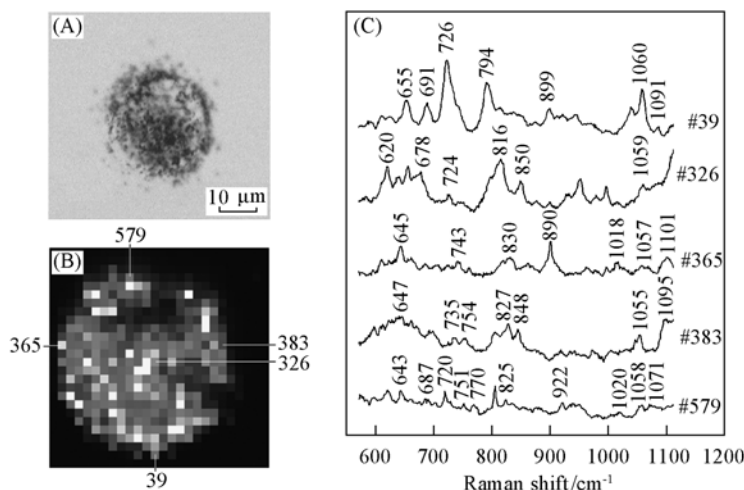 (A)
10 μm
579
(B)
365
383
326
39
(C)
655 691 726 794 899 1060 1091
#39
620 678 724 816 850 1059
#326
645 743 830 890 1018 1057 1101
#365
647 735 754 827 848 1055 1095
#383
643 687 720 751 770 825 922 1020 1058 1071
#579
600 700 800 900 1000 1100 1200
Raman shift/cm⁻¹